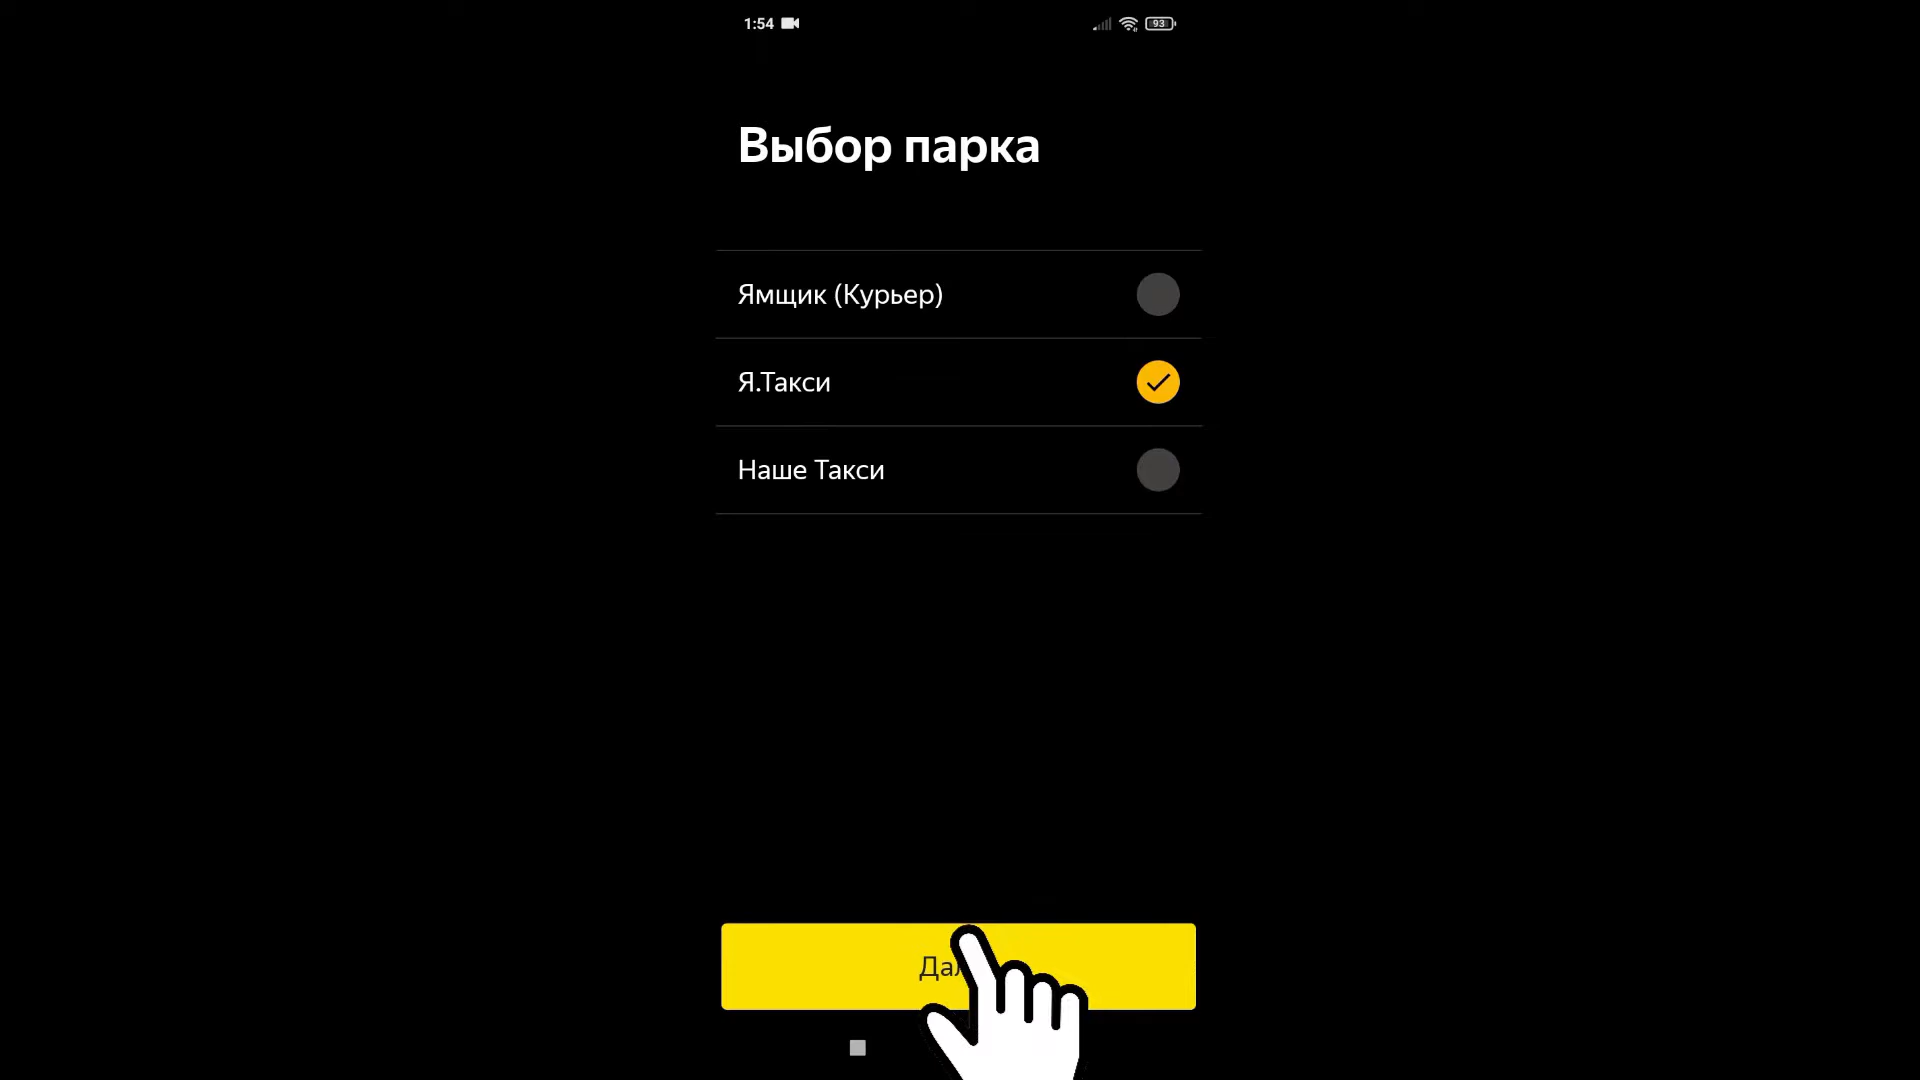 1:54
93
Выбор парка
Ямщик (Курьер)
Я.Такси
Наше Такси